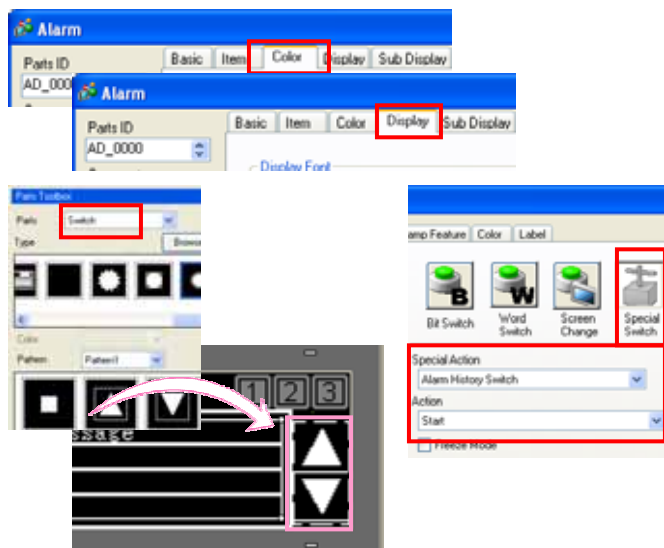 Alarm
Parts ID
Basic Item Color Display Sub Display
AD_000
Alarm
Parts ID
Basic Item Color Display Sub Display
AD_0000
Display Font
Parts Toolbox
Parts Switch
Type Browse
Color
Pattern Pattern1
1 2 3
ssage
amp Feature Color Label
B W
Bit Switch Word Switch Screen Change Special Switch
Special Action
Alarm History Switch
Action
Start
Freeze Mode